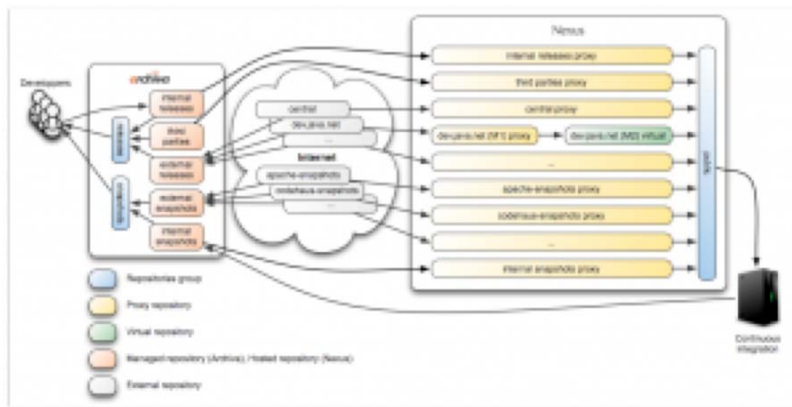 Nexus
archiva
Developers
internal releases
third parties
external releases
external snapshots
internal snapshots
releases
snapshots
central
dev.java.net
...
Internet
apache-snapshots
codehaus-snapshots
...
internal releases proxy
third parties proxy
central proxy
dev.java.net (M1) proxy
dev.java.net (M2) virtual
...
apache-snapshots proxy
codehaus-snapshots proxy
...
internal snapshots proxy
public
Continuous
integration
Repositories group
Proxy repository
Virtual repository
Managed repository (Archiva), Hosted repository (Nexus)
External repository